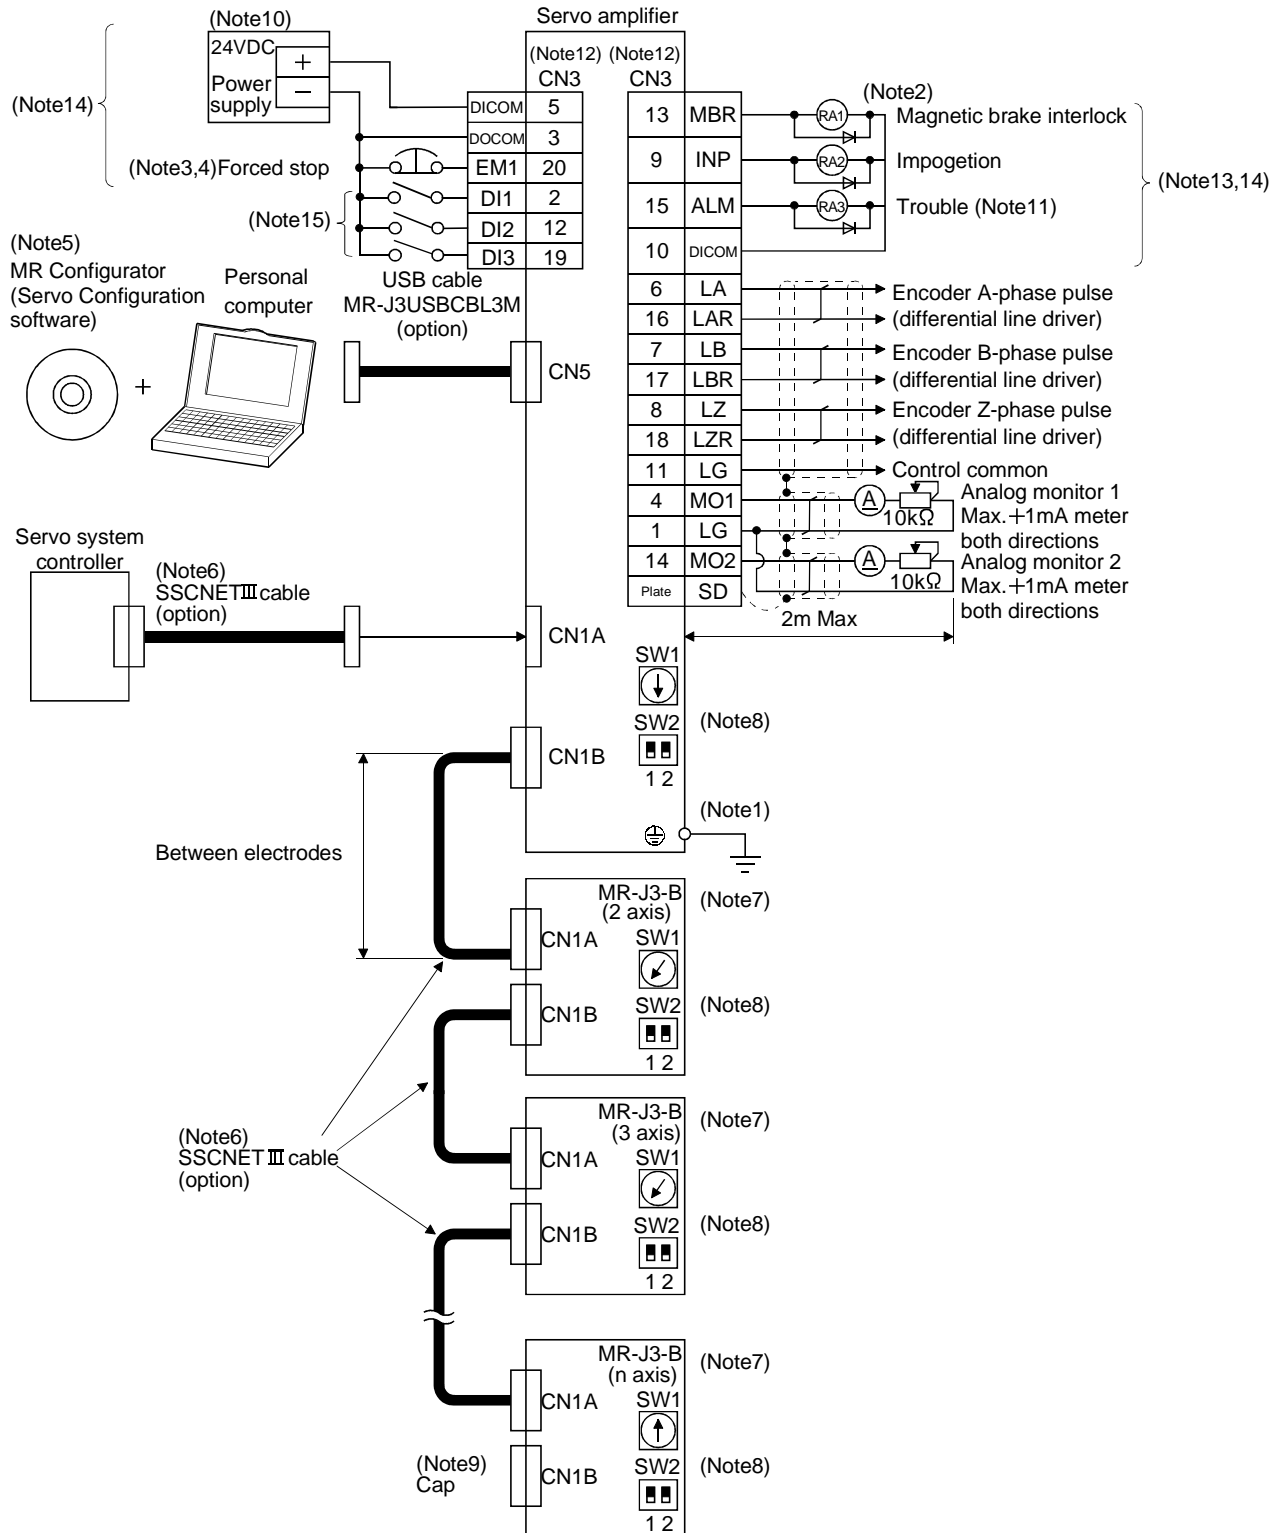 Servo amplifier
(Note10)
24VDC
+
Power
supply
−
(Note14)
(Note12) (Note12)
CN3 CN3
DICOM 5
DOCOM 3
(Note3,4)Forced stop EM1 20
DI1 2
(Note15)
DI2 12
DI3 19
13 MBR RA1 (Note2) Magnetic brake interlock
9 INP RA2 Impogetion
15 ALM RA3 Trouble (Note11)
10 DICOM
(Note13,14)
6 LA Encoder A-phase pulse
16 LAR (differential line driver)
7 LB Encoder B-phase pulse
17 LBR (differential line driver)
8 LZ Encoder Z-phase pulse
18 LZR (differential line driver)
11 LG Control common
4 MO1 A 10kΩ Analog monitor 1
Max.+1mA meter
1 LG both directions
14 MO2 A 10kΩ Analog monitor 2
Max.+1mA meter
Plate SD both directions
2m Max
(Note5)
MR Configurator
(Servo Configuration
software)
+
Personal
computer
USB cable
MR-J3USBCBL3M
(option)
CN5
Servo system
controller
(Note6)
SSCNETⅢ cable
(option)
CN1A
SW1
SW2 (Note8)
1 2
CN1B
(Note1)
Between electrodes
MR-J3-B (Note7)
(2 axis)
CN1A SW1
CN1B SW2 (Note8)
1 2
(Note6)
SSCNETⅢ cable
(option)
MR-J3-B (Note7)
(3 axis)
CN1A SW1
CN1B SW2 (Note8)
1 2
MR-J3-B (Note7)
(n axis)
CN1A SW1
(Note9)
Cap
CN1B SW2 (Note8)
1 2